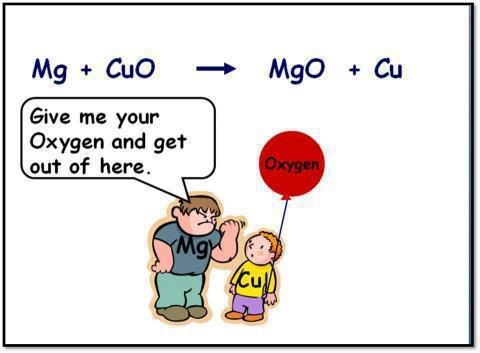 Mg + CuO → MgO + Cu
Give me your
Oxygen and get
out of here.
Oxygen
Mg
Cu